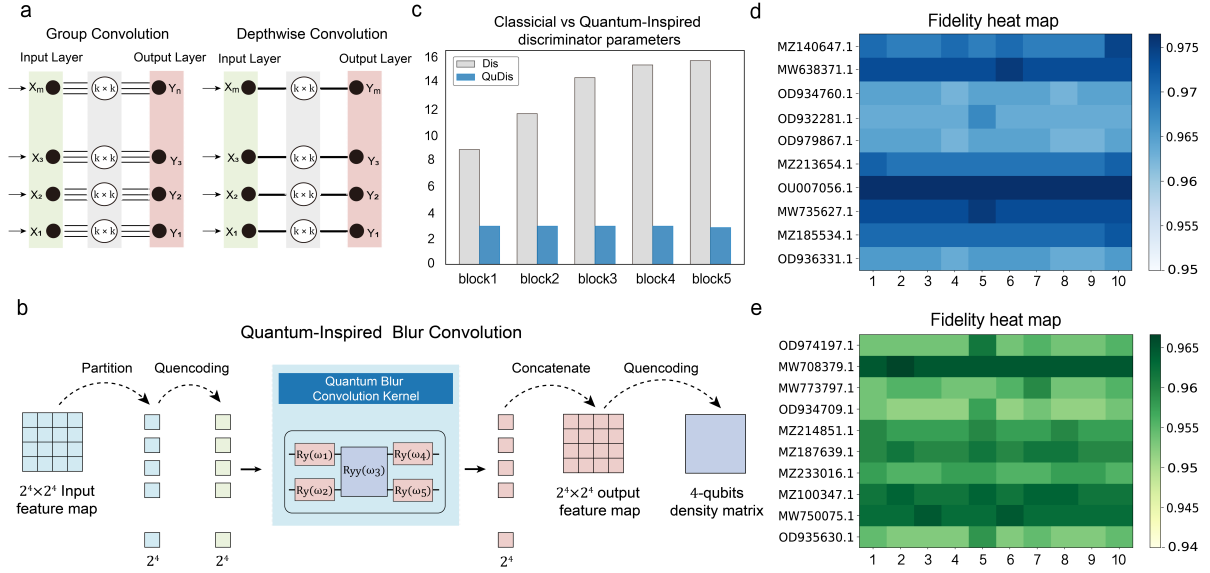 a
Group Convolution
Depthwise Convolution
Input Layer
Output Layer
Input Layer
Output Layer
Xₘ
k × k
Yₙ
Xₘ
k × k
Yₘ
X₃
k × k
Y₃
X₃
k × k
Y₃
X₂
k × k
Y₂
X₂
k × k
Y₂
X₁
k × k
Y₁
X₁
k × k
Y₁
c
Classicial vs Quantum-Inspired
discriminator parameters
Dis
QuDis
16
14
12
10
8
6
4
2
0
block1 block2 block3 block4 block5
b
Quantum-Inspired Blur Convolution
Partition
Quencoding
Quantum Blur
Convolution Kernel
Ry(ω₁)
Ry(ω₂)
Ryy(ω₃)
Ry(ω₄)
Ry(ω₅)
Concatenate
Quencoding
2⁴×2⁴ Input
feature map
2⁴
2⁴
2⁴
2⁴×2⁴ output
feature map
4-qubits
density matrix
d
Fidelity heat map
MZ140647.1
MW638371.1
OD934760.1
OD932281.1
OD979867.1
MZ213654.1
OU007056.1
MW735627.1
MZ185534.1
OD936331.1
1 2 3 4 5 6 7 8 9 10
0.975
0.97
0.965
0.96
0.955
0.95
e
Fidelity heat map
OD974197.1
MW708379.1
MW773797.1
OD934709.1
MZ214851.1
MZ187639.1
MZ233016.1
MZ100347.1
MW750075.1
OD935630.1
1 2 3 4 5 6 7 8 9 10
0.965
0.96
0.955
0.95
0.945
0.94